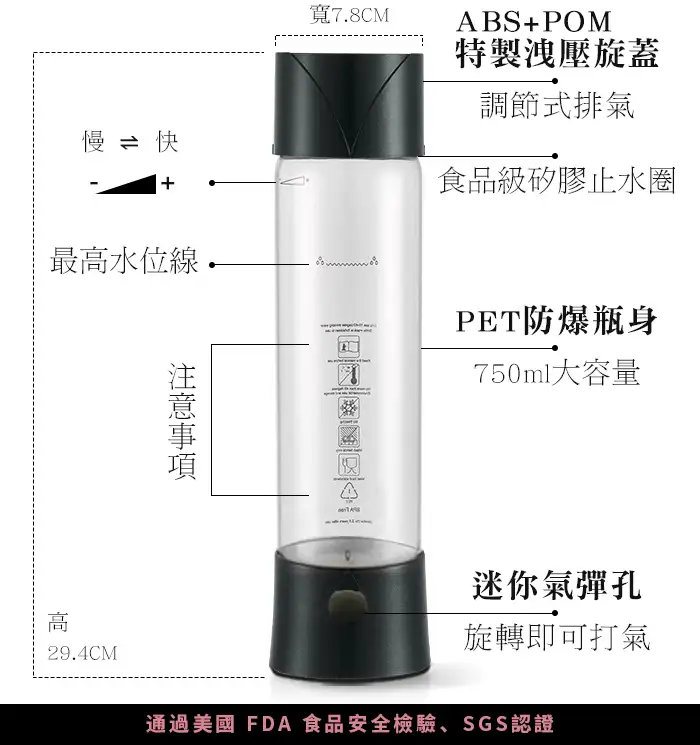 寬7.8CM
ABS+POM
特製洩壓旋蓋
調節式排氣
慢 ⇌ 快
- +
食品級矽膠止水圈
最高水位線
PET防爆瓶身
750ml大容量
注意事項
BPA Free
迷你氣彈孔
旋轉即可打氣
高
29.4CM
通過美國 FDA 食品安全檢驗、SGS認證